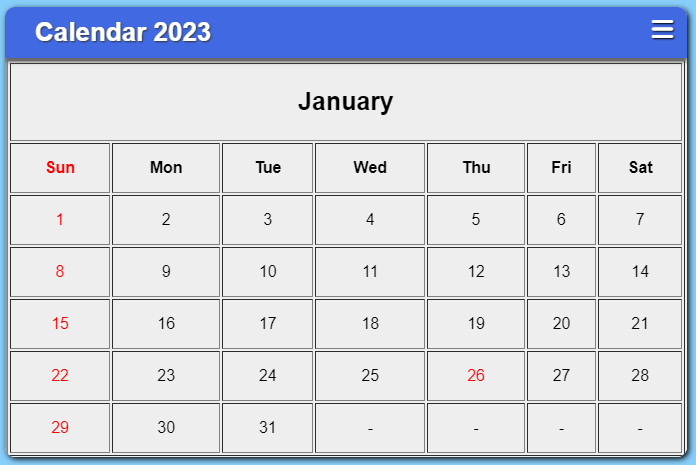 Calendar 2023
January
Sun Mon Tue Wed Thu Fri Sat
1 2 3 4 5 6 7
8 9 10 11 12 13 14
15 16 17 18 19 20 21
22 23 24 25 26 27 28
29 30 31 - - - -